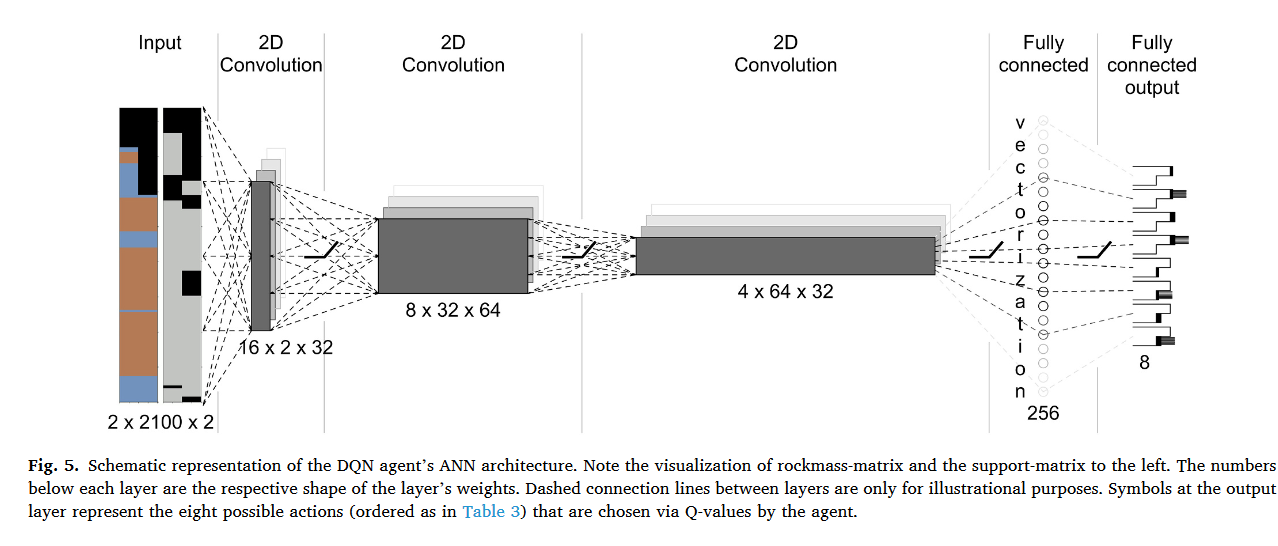 Input
2D
Convolution
2D
Convolution
2D
Convolution
Fully
connected
Fully
connected
output
vectorization
2 x 2100 x 2
16 x 2 x 32
8 x 32 x 64
4 x 64 x 32
256
8
Fig. 5. Schematic representation of the DQN agent's ANN architecture. Note the visualization of rockmass-matrix and the support-matrix to the left. The numbers
below each layer are the respective shape of the layer's weights. Dashed connection lines between layers are only for illustrational purposes. Symbols at the output
layer represent the eight possible actions (ordered as in Table 3) that are chosen via Q-values by the agent.